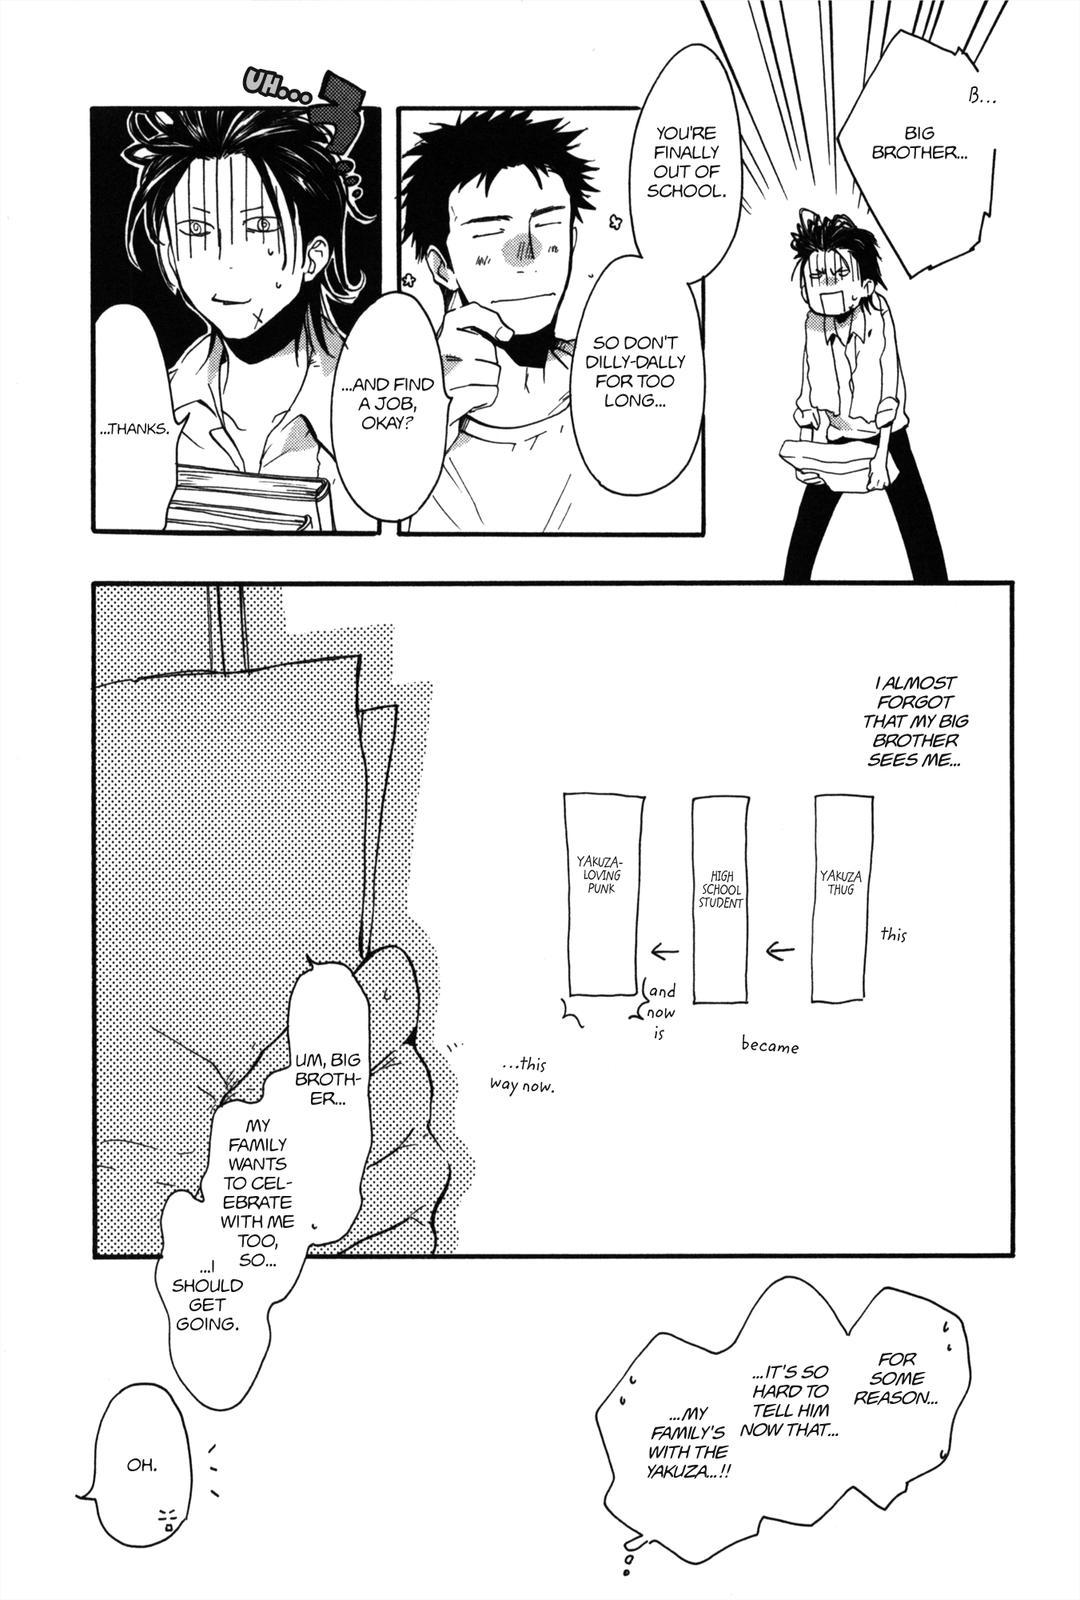 B...
BIG
BROTHER...
YOU'RE
FINALLY
OUT OF
SCHOOL.
SO DON'T
DILLY-DALLY
FOR TOO
LONG...
...AND FIND
A JOB,
OKAY?
UH...
...THANKS.
I ALMOST
FORGOT
THAT MY BIG
BROTHER
SEES ME...
this
YAKUZA
THUG
became
HIGH
SCHOOL
STUDENT
and
now
is
YAKUZA-
LOVING
PUNK
...this
way now.
UM, BIG
BROTH-
ER...
MY
FAMILY
WANTS
TO CEL-
EBRATE
WITH ME
TOO,
SO...
...I
SHOULD
GET
GOING.
FOR
SOME
REASON...
...IT'S SO
HARD TO
TELL HIM
NOW THAT...
...MY
FAMILY'S
WITH THE
YAKUZA...!!
OH.